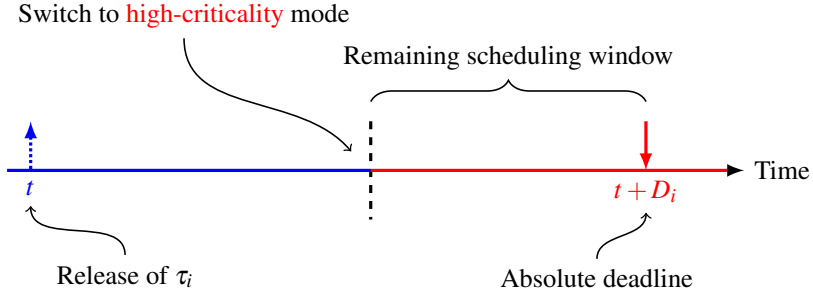 Switch to high-criticality mode
Remaining scheduling window
Time
t
t + D_i
Release of τ_i
Absolute deadline